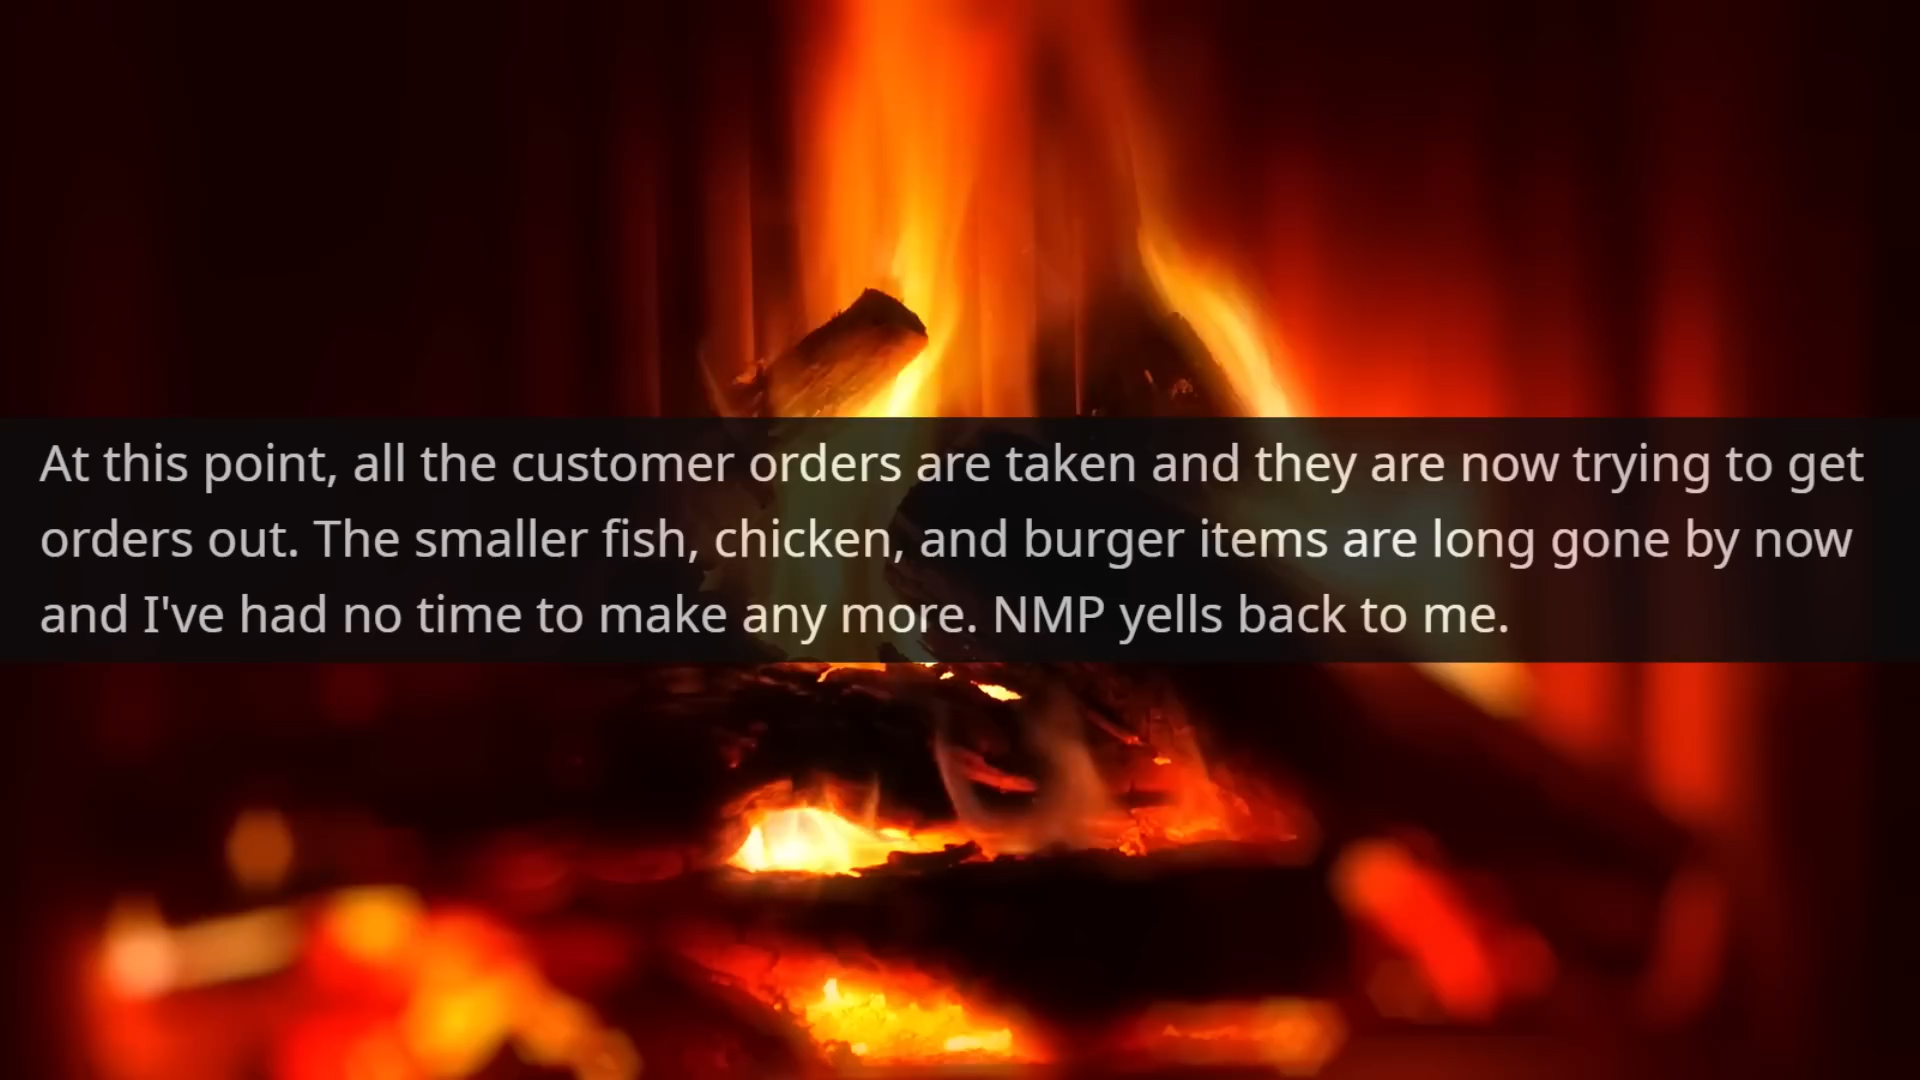 At this point, all the customer orders are taken and they are now trying to get
orders out. The smaller fish, chicken, and burger items are long gone by now
and I've had no time to make any more. NMP yells back to me.